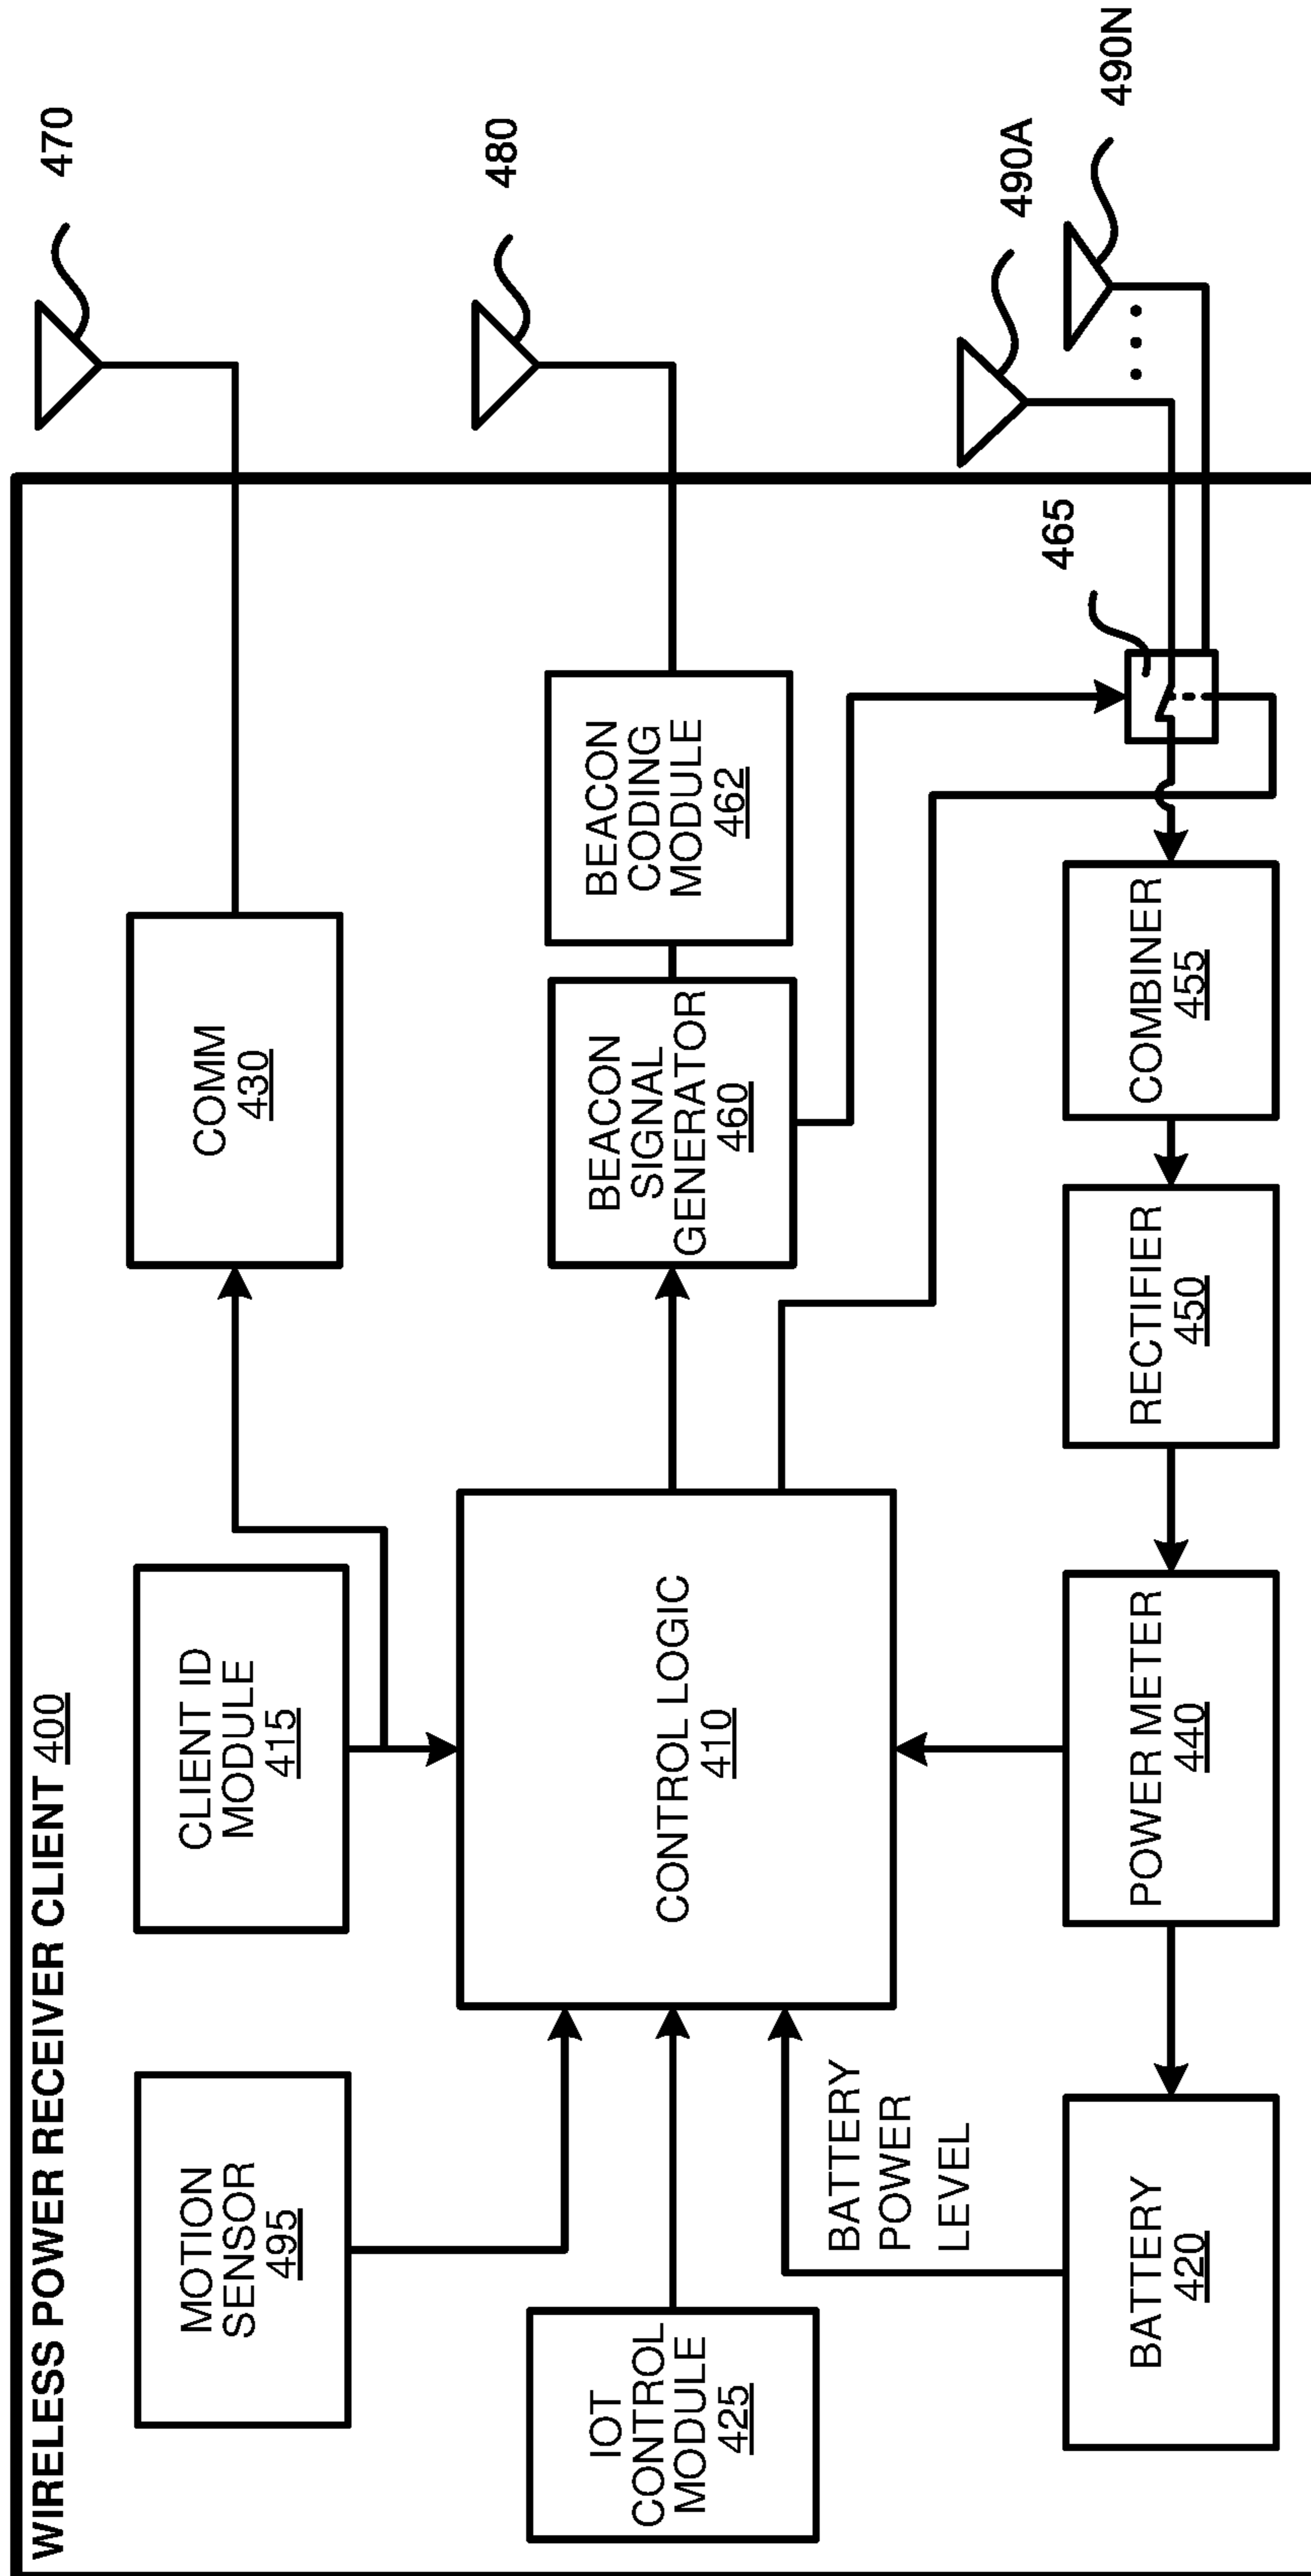 WIRELESS POWER RECEIVER CLIENT 400
470
MOTION
SENSOR
495
CLIENT ID
MODULE
415
COMM
430
480
IOT
CONTROL
MODULE
425
CONTROL LOGIC
410
BEACON
SIGNAL
GENERATOR
460
BEACON
CODING
MODULE
462
BATTERY
POWER
LEVEL
465
490A
490N
BATTERY
420
POWER METER
440
RECTIFIER
450
COMBINER
455